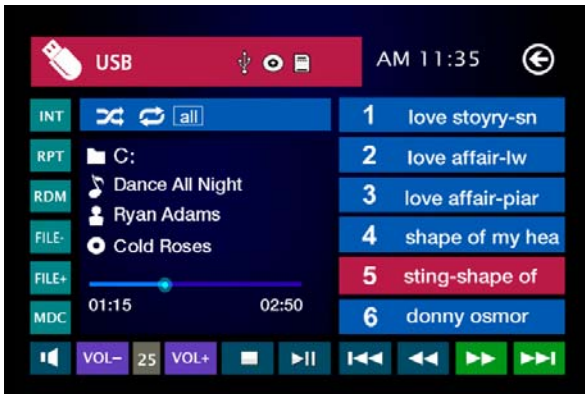 USB
AM 11:35
INT
all
RPT
C:
RDM
Dance All Night
Ryan Adams
FILE-
Cold Roses
FILE+
01:15 02:50
MDC
1 love stoyry-sn
2 love affair-lw
3 love affair-piar
4 shape of my hea
5 sting-shape of
6 donny osmor
VOL- 25 VOL+